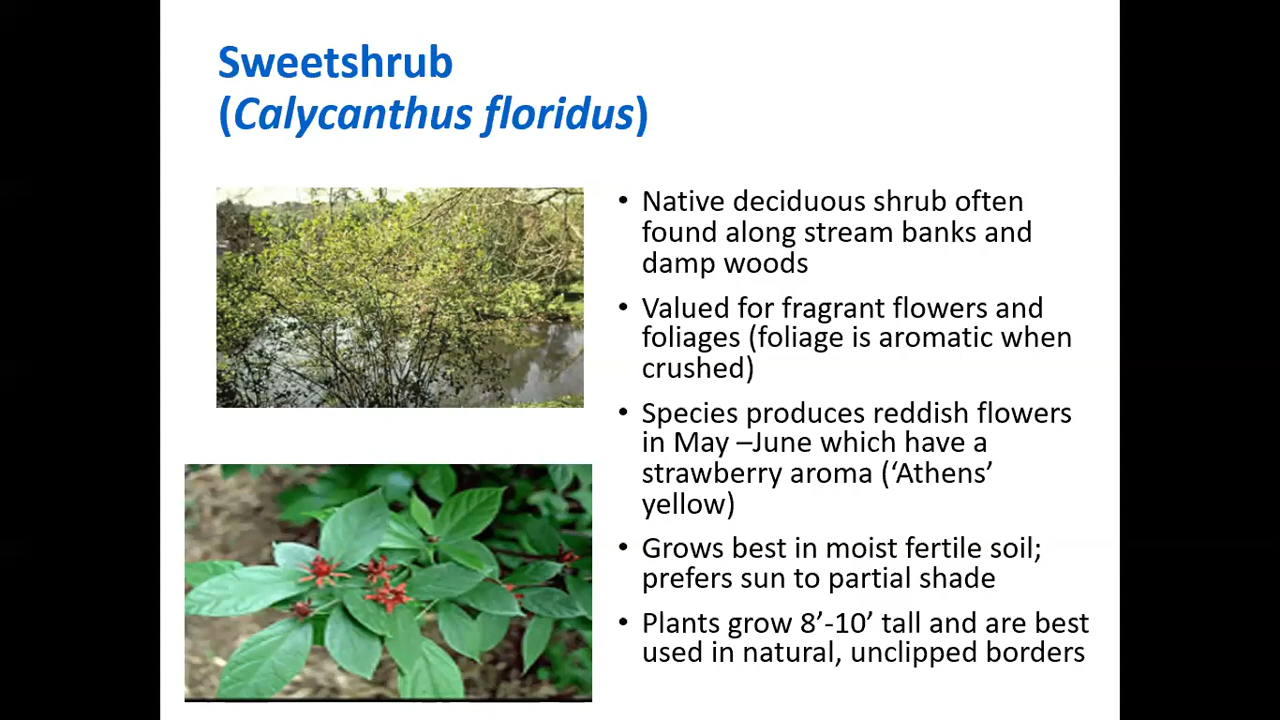 Sweetshrub
(Calycanthus floridus)
• Native deciduous shrub often
found along stream banks and
damp woods
• Valued for fragrant flowers and
foliages (foliage is aromatic when
crushed)
• Species produces reddish flowers
in May –June which have a
strawberry aroma (‘Athens’
yellow)
• Grows best in moist fertile soil;
prefers sun to partial shade
• Plants grow 8’-10’ tall and are best
used in natural, unclipped borders